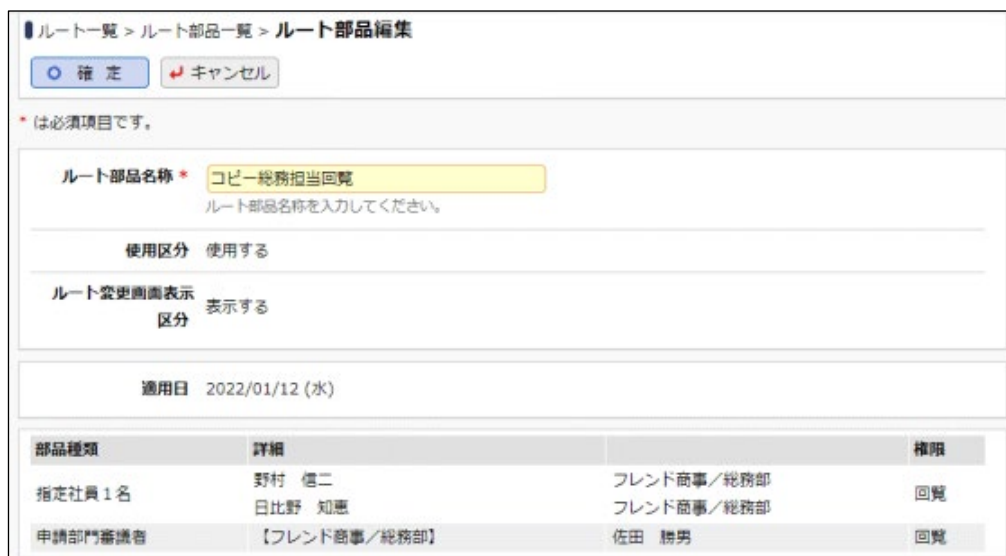 ルート一覧 > ルート部品一覧 > ルート部品編集
確 定 キャンセル
* は必須項目です。
ルート部品名称 * コピー総務担当回覧
ルート部品名称を入力してください。
使用区分 使用する
ルート変更画面表示
区分 表示する
適用日 2022/01/12 (水)
部品種類 詳細 権限
指定社員1名 野村 信二 フレンド商事/総務部 回覧
日比野 知恵 フレンド商事/総務部
申請部門審議者 【フレンド商事/総務部】 佐田 勝男 回覧